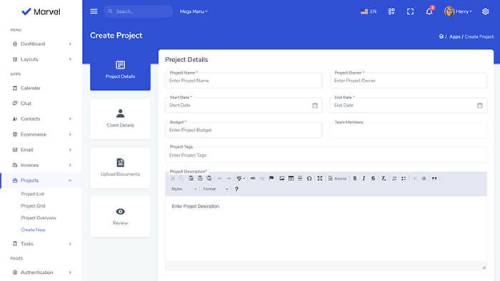 Marvel
Search...
Mega Menu
EN
Henry
MENU
Dashboard
Layouts
APPS
Calendar
Chat
Contacts
Ecommerce
Email
Invoices
Projects
Project List
Project Grid
Project Overview
Create New
Tasks
PAGES
Authentication
Create Project
/ Apps / Create Project
Project Details
Client Details
Upload Documents
Review
Project Details
Project Name *
Enter Project Name
Project Owner *
Enter Project Owner
Start Date *
Start Date
End Date *
End Date
Budget *
Enter Project Budget
Team Members
Project Tags
Enter Project Tags
Project Description *
Source
B I S
Styles
Format
?
Enter Project Description